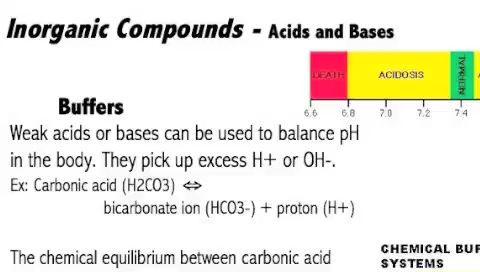 Inorganic Compounds - Acids and Bases
DEATH ACIDOSIS NORMAL
6.6 6.8 7.0 7.2 7.4
Buffers
Weak acids or bases can be used to balance pH
in the body. They pick up excess H+ or OH-.
Ex: Carbonic acid (H2CO3) ⇔
bicarbonate ion (HCO3-) + proton (H+)
The chemical equilibrium between carbonic acid
CHEMICAL BUF
SYSTEMS